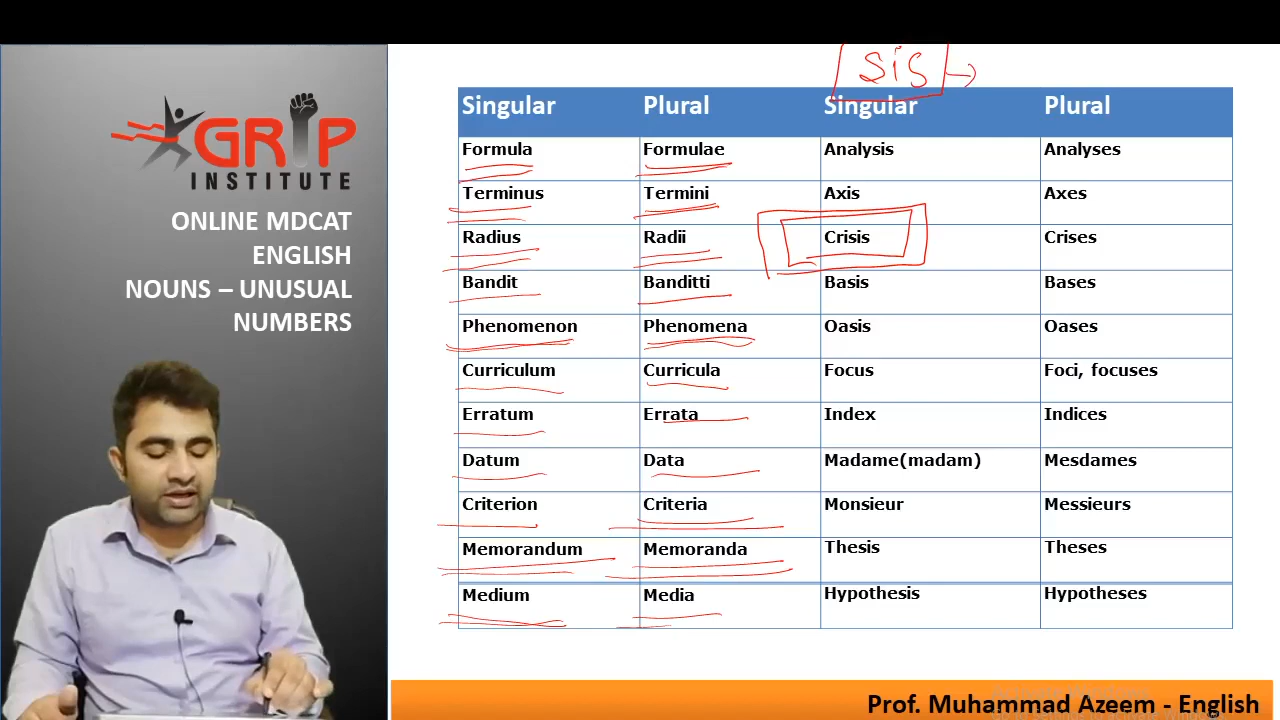 sis
GRIP
INSTITUTE
ONLINE MDCAT
ENGLISH
NOUNS – UNUSUAL
NUMBERS
Singular Plural Singular Plural
Formula Formulae Analysis Analyses
Terminus Termini Axis Axes
Radius Radii Crisis Crises
Bandit Banditti Basis Bases
Phenomenon Phenomena Oasis Oases
Curriculum Curricula Focus Foci, focuses
Erratum Errata Index Indices
Datum Data Madame(madam) Mesdames
Criterion Criteria Monsieur Messieurs
Memorandum Memoranda Thesis Theses
Medium Media Hypothesis Hypotheses
Prof. Muhammad Azeem - English